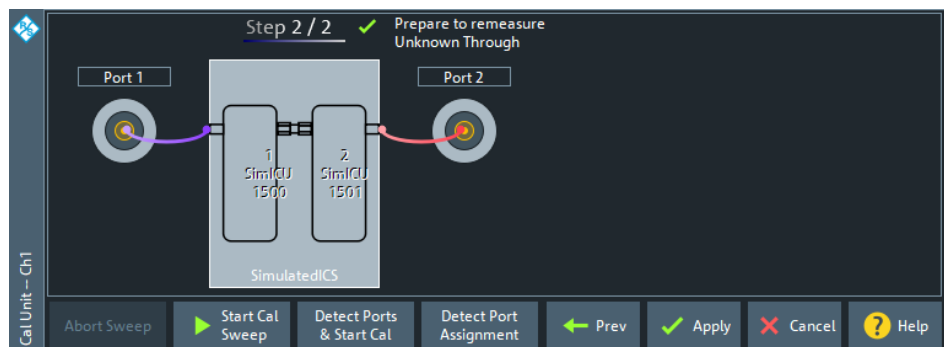 Step 2 / 2
Prepare to remeasure
Unknown Through
Port 1
Port 2
1
SimICU
1500
2
SimICU
1501
SimulatedICS
Cal Unit -- Ch1
Abort Sweep
Start Cal
Sweep
Detect Ports
& Start Cal
Detect Port
Assignment
Prev
Apply
Cancel
? Help